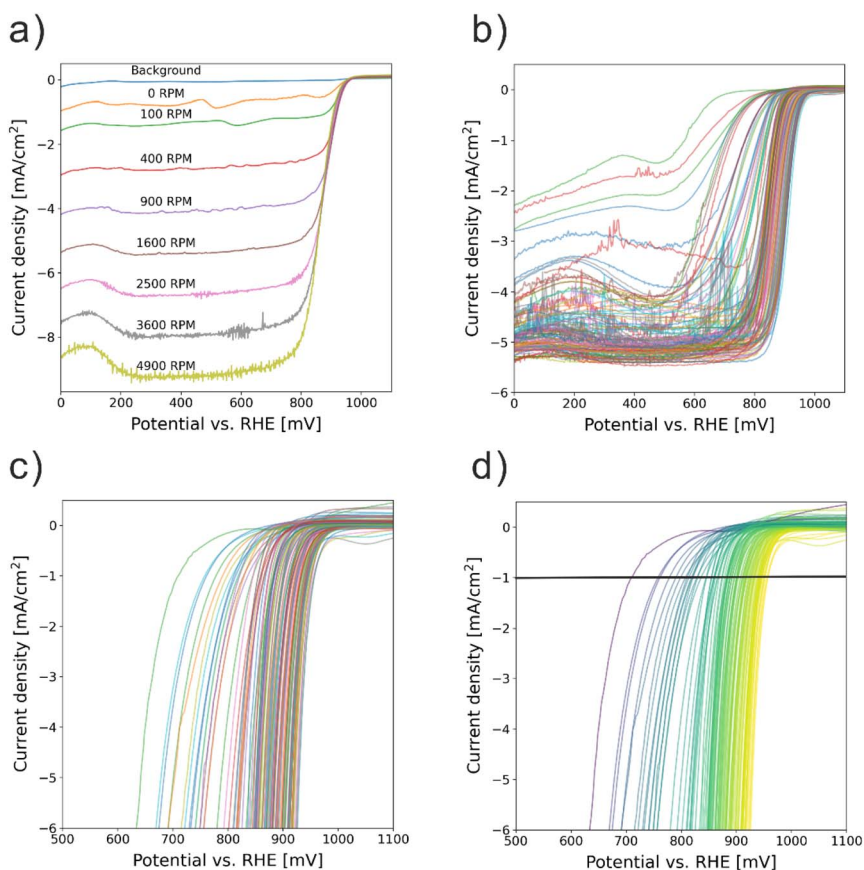 a)
Background
0 RPM
100 RPM
400 RPM
900 RPM
1600 RPM
2500 RPM
3600 RPM
4900 RPM
0
−2
−4
−6
−8
Current density [mA/cm²]
0 200 400 600 800 1000
Potential vs. RHE [mV]
b)
0
−1
−2
−3
−4
−5
−6
Current density [mA/cm²]
0 200 400 600 800 1000
Potential vs. RHE [mV]
c)
0
−1
−2
−3
−4
−5
−6
Current density [mA/cm²]
500 600 700 800 900 1000 1100
Potential vs. RHE [mV]
d)
0
−1
−2
−3
−4
−5
−6
Current density [mA/cm²]
500 600 700 800 900 1000 1100
Potential vs. RHE [mV]